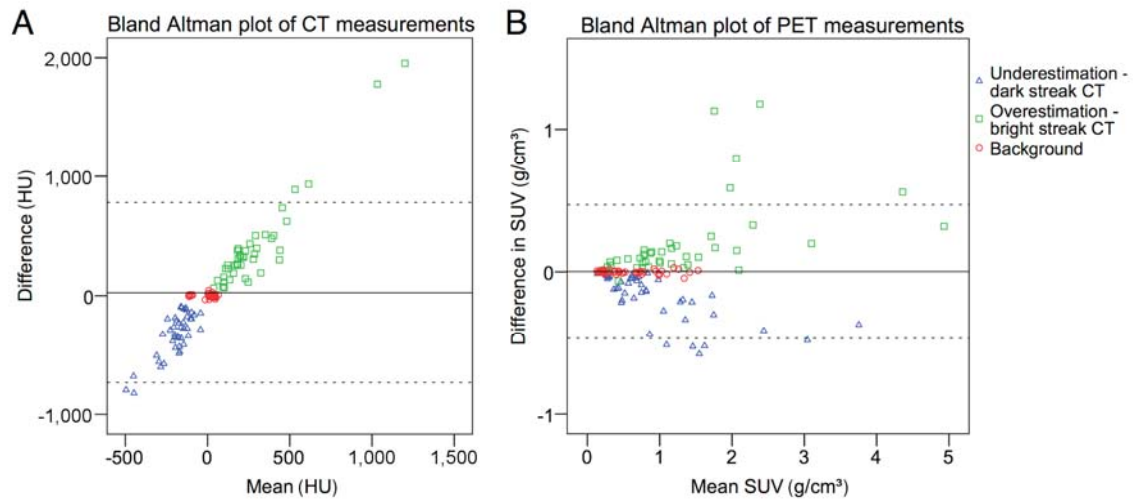 A
Bland Altman plot of CT measurements
2,000
1,000
0
-1,000
Difference (HU)
-500
0
500
1,000
1,500
Mean (HU)
B
Bland Altman plot of PET measurements
1
0
-1
Difference in SUV (g/cm³)
0
1
2
3
4
5
Mean SUV (g/cm³)
Underestimation -
dark streak CT
Overestimation -
bright streak CT
Background